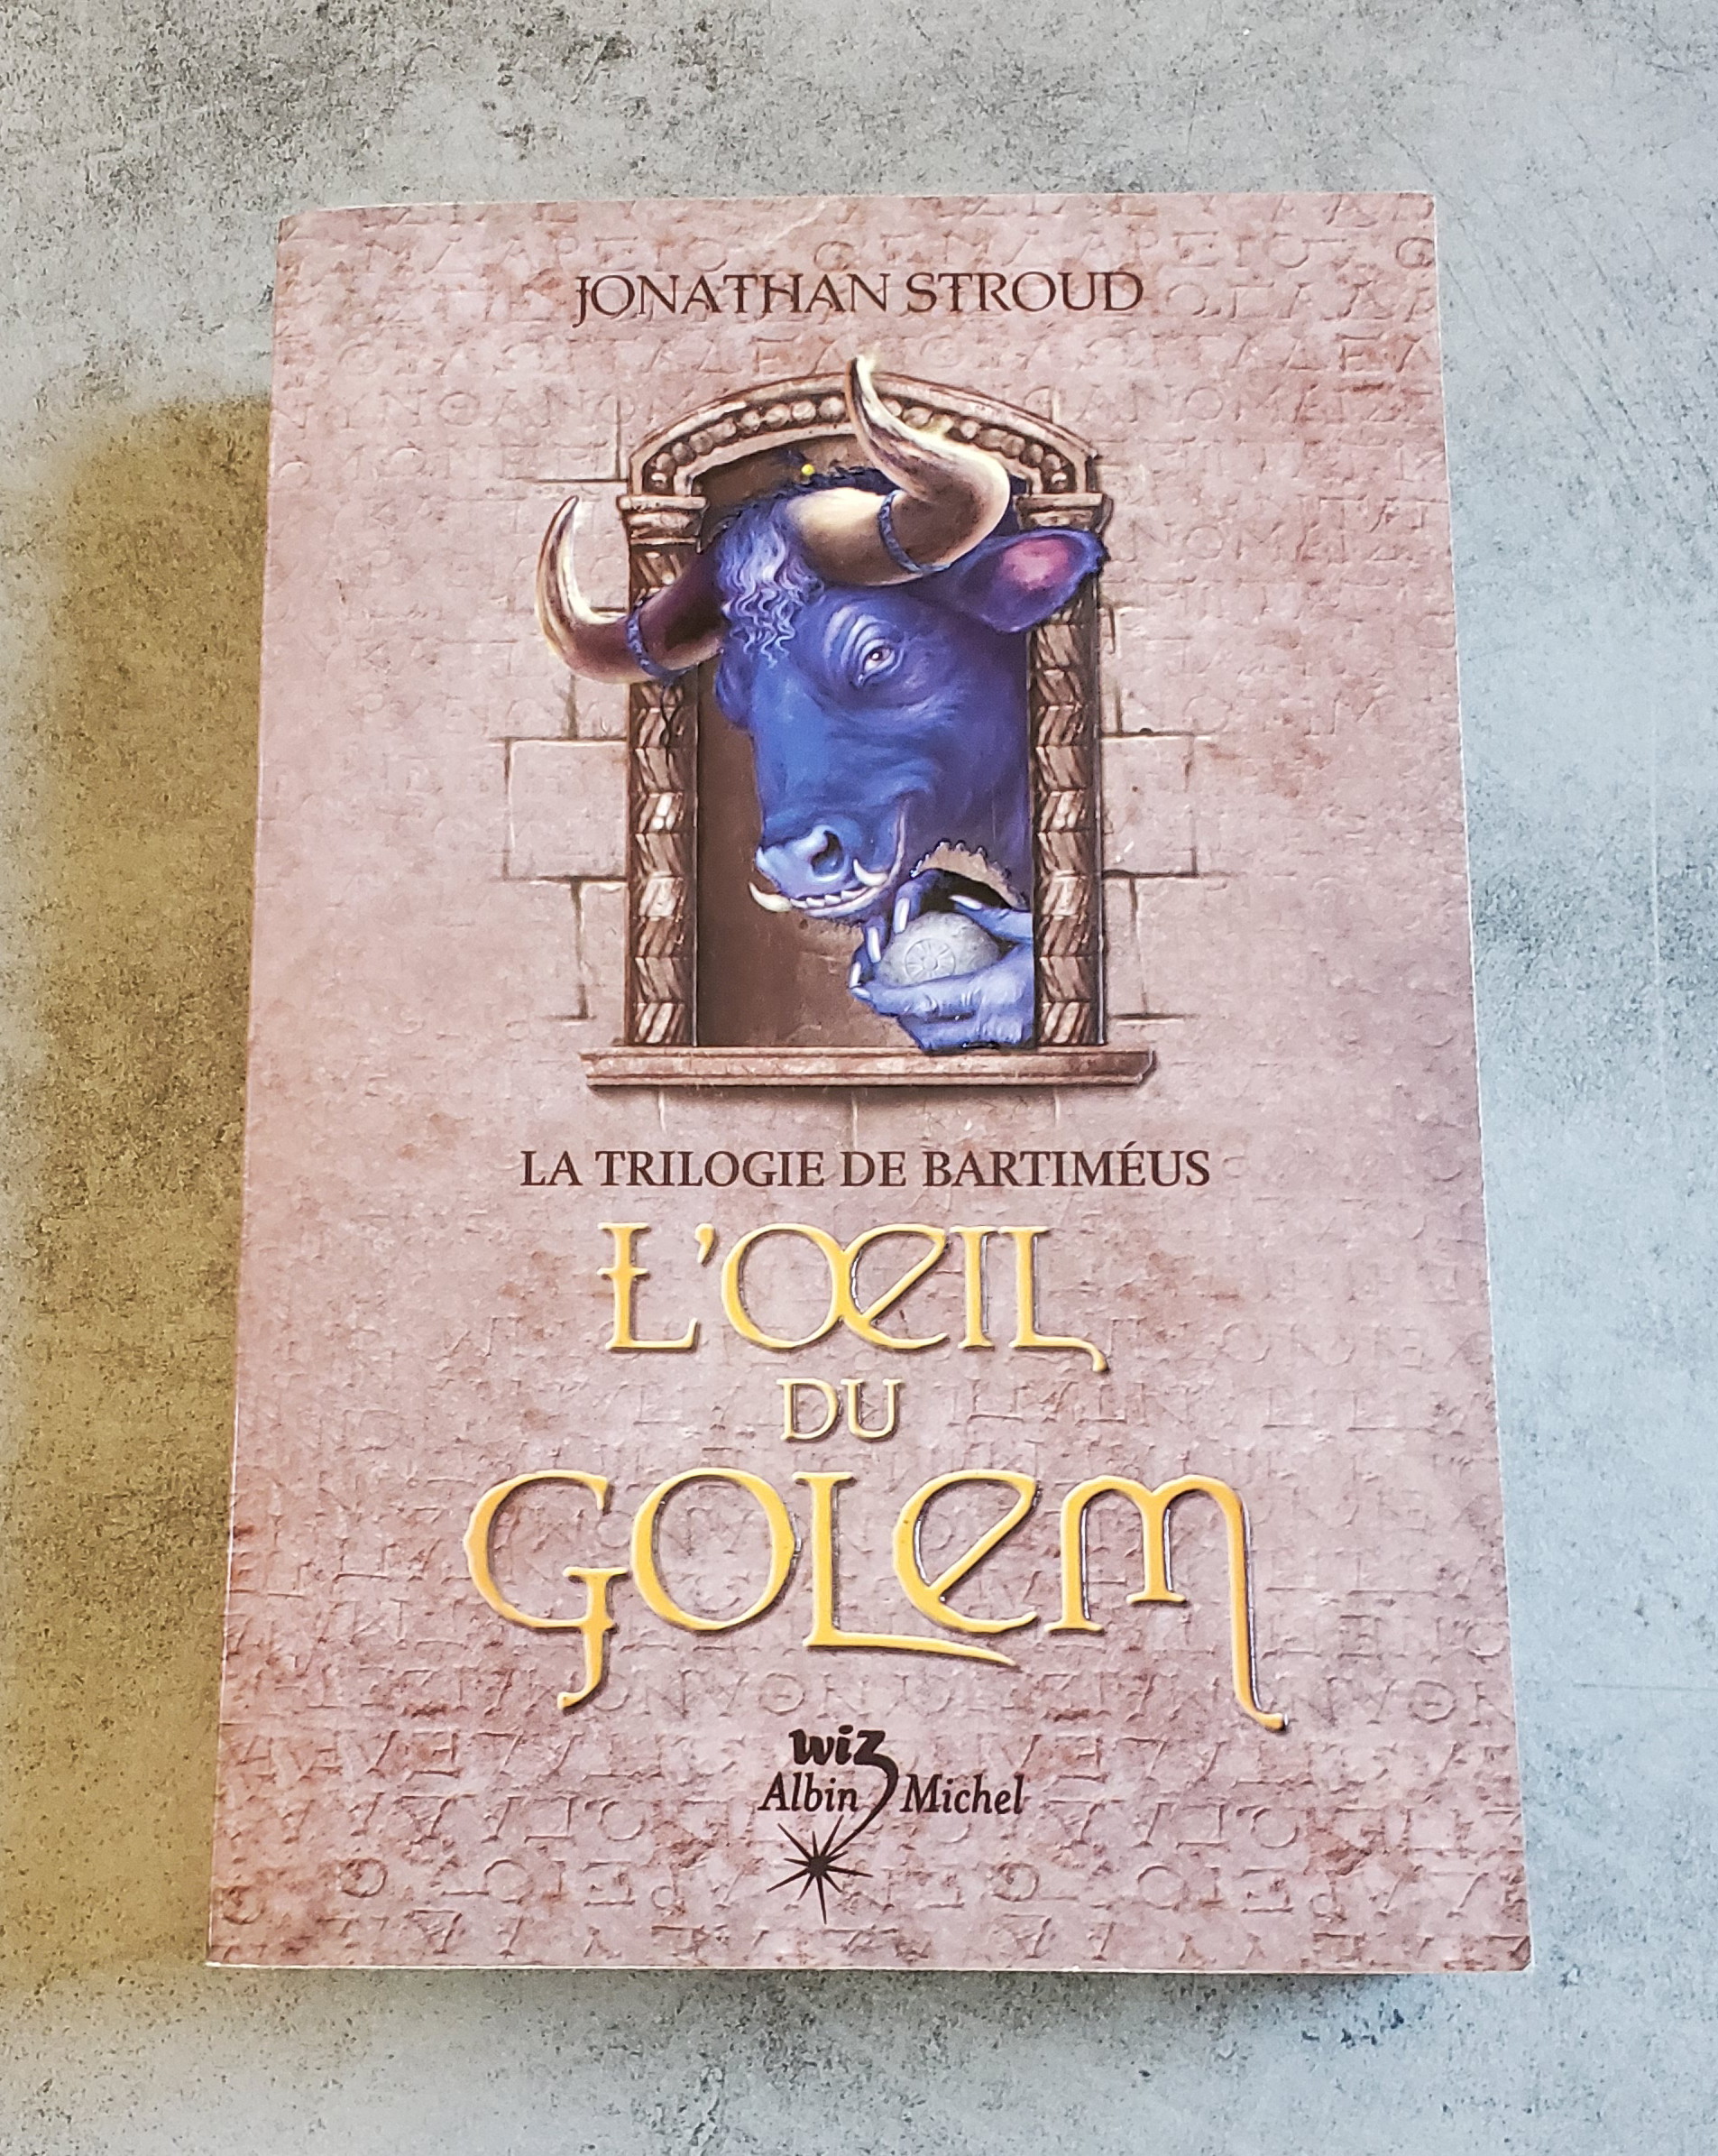 JONATHAN STROUD
LA TRILOGIE DE BARTIMÉUS
L'ŒIL
DU
GOLEM
wiz
Albin Michel